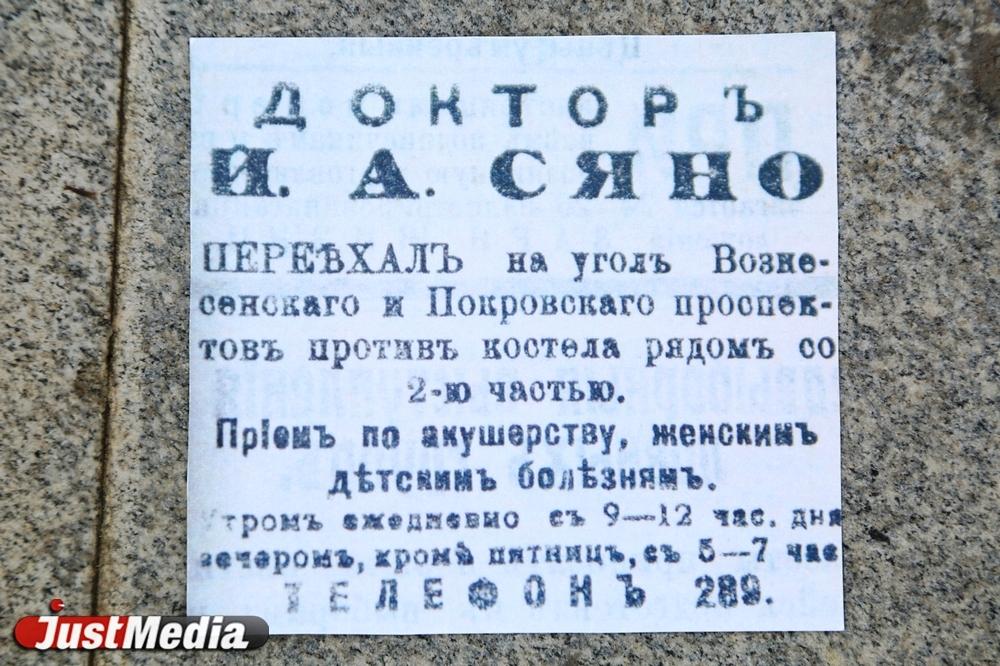 ДОКТОРЪ
И. А. СЯНО
ПЕРЕѢХАЛЪ на уголъ Возне-
сенскаго и Покровскаго проспек-
товъ противъ костела рядомъ со
2-ю частью.
Пріемъ по акушерству, женскимъ
дѣтскимъ болѣзнямъ.
Утромъ ежедневно съ 9—12 час. дня
вечеромъ, кромѣ пятницъ, съ 5—7 час
ТЕЛЕФОНЪ 289.
JustMedia.